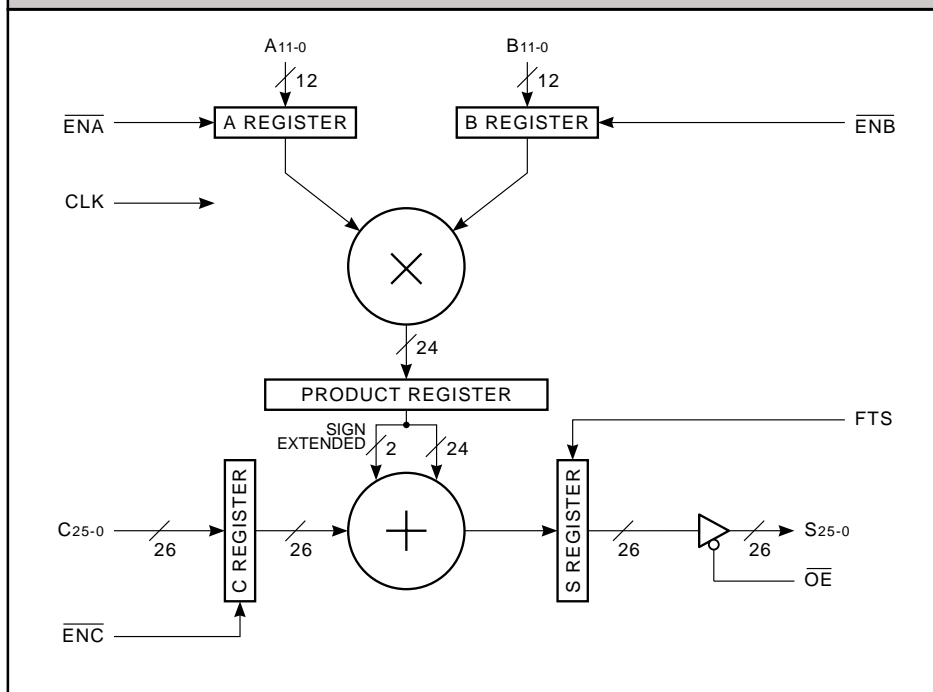 A11-0
B11-0
12
12
ENA
A REGISTER
B REGISTER
ENB
CLK
24
PRODUCT REGISTER
SIGN
EXTENDED
2
24
FTS
C25-0
26
C REGISTER
26
S REGISTER
26
26
S25-0
OE
ENC